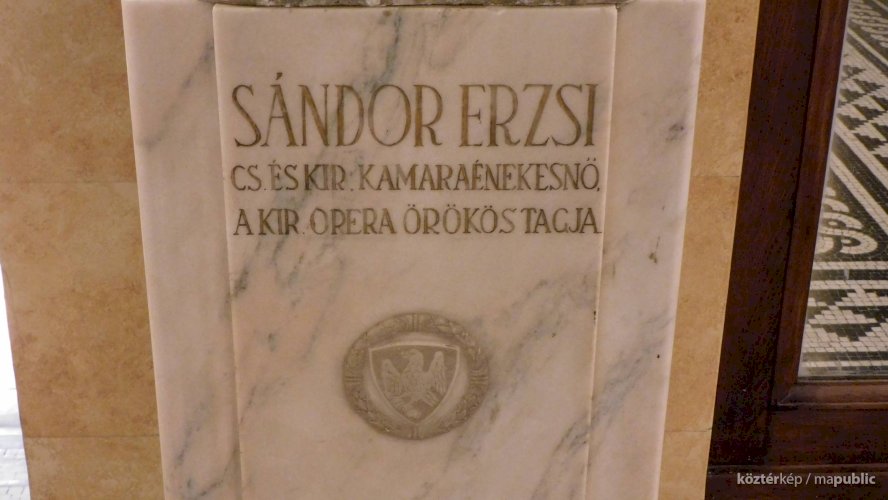 SÁNDOR ERZSI
CS. ÉS KIR. KAMARAÉNEKESNŐ,
A KIR. OPERA ÖRÖKÖS TAGJA.
köztérkép / mapublic